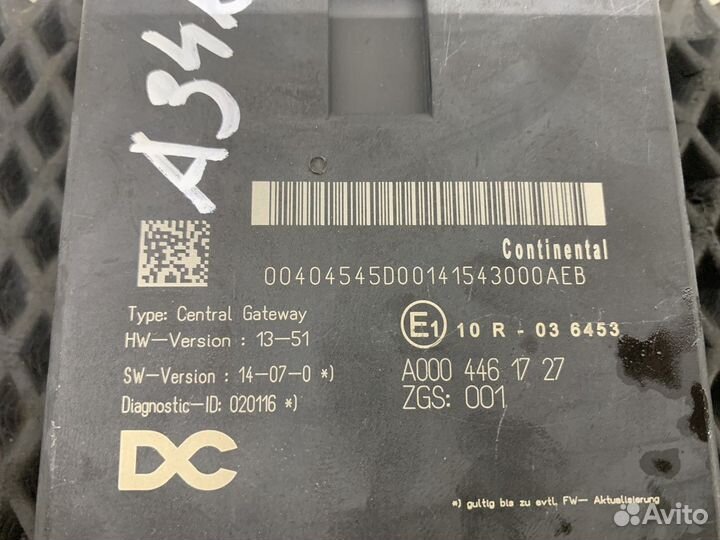 A34
Continental
00404545D00141543000AEB
Type: Central Gateway
HW-Version : 13-51
E1 10 R - 03 6453
SW-Version : 14-07-0 *)
A000 446 17 27
Diagnostic-ID: 020116 *)
ZGS: 001
DC
*) gultig bis zu evtl. FW- Aktualisierung
Avito